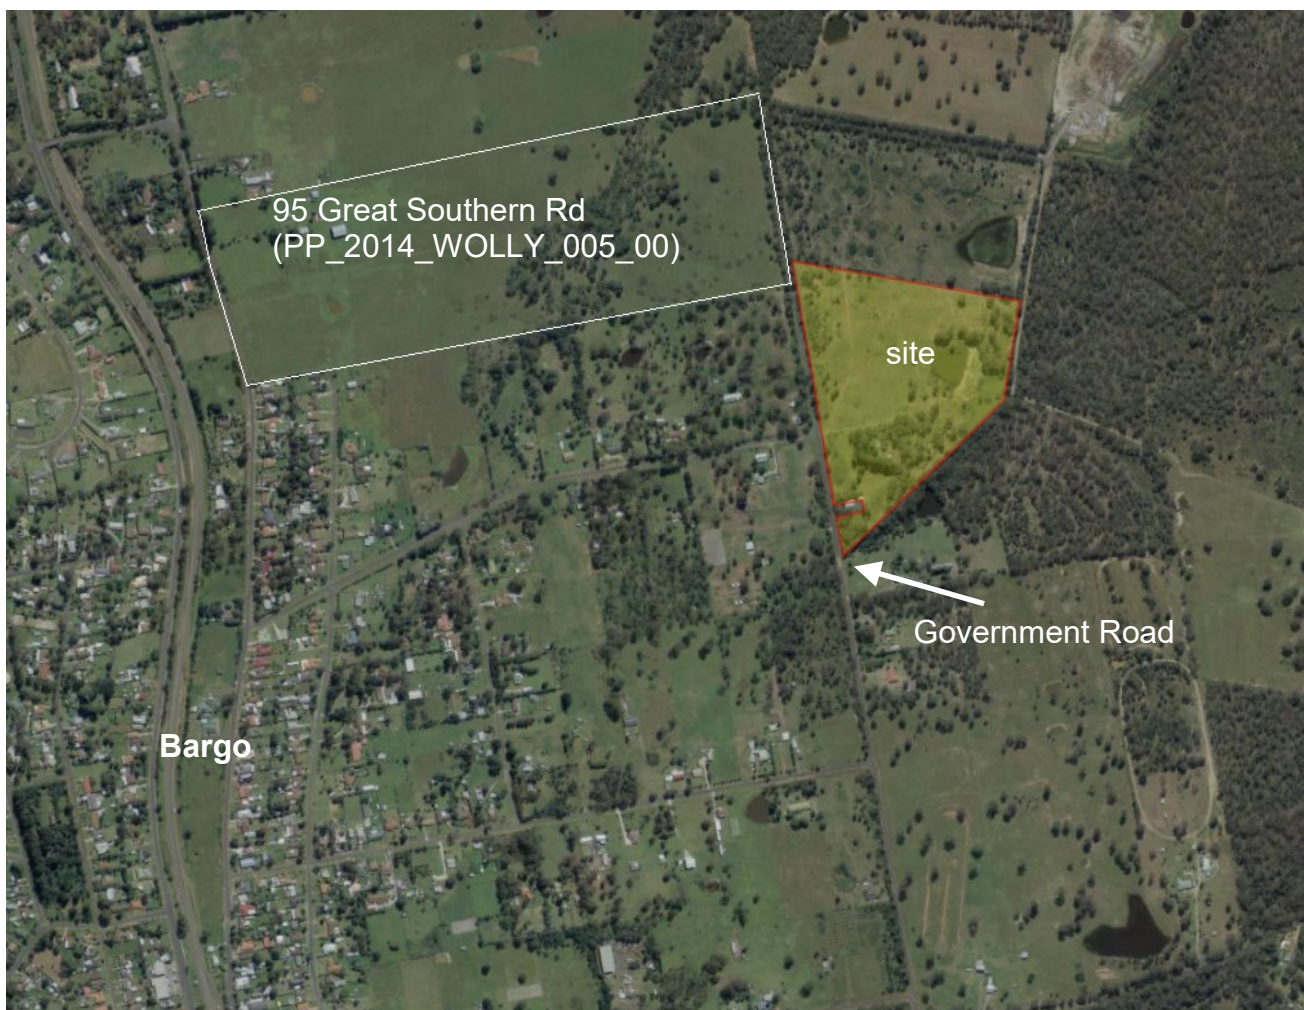 95 Great Southern Rd
(PP_2014_WOLLY_005_00)
site
Government Road
Bargo